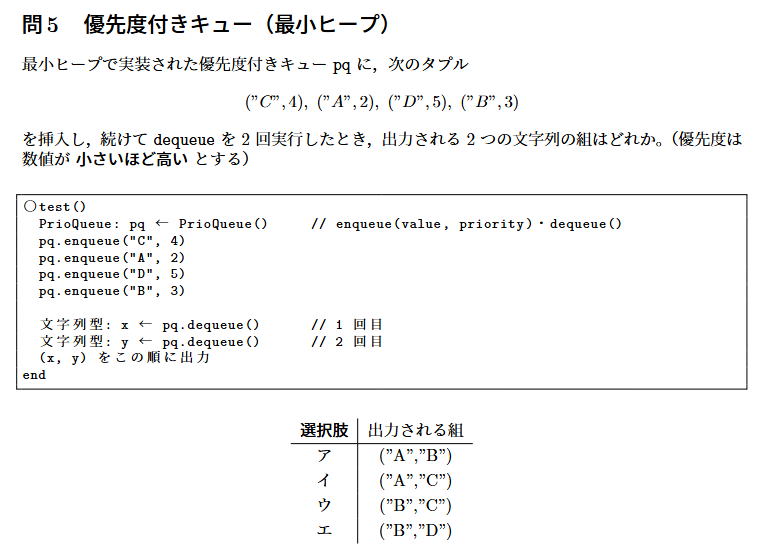 問 5　優先度付きキュー（最小ヒープ）
最小ヒープで実装された優先度付きキュー pq に，次のタプル
("C", 4), ("A", 2), ("D", 5), ("B", 3)
を挿入し，続けて dequeue を 2 回実行したとき，出力される 2 つの文字列の組はどれか。（優先度は
数値が 小さいほど高い とする）
○test()
PrioQueue: pq ← PrioQueue() // enqueue(value, priority)・dequeue()
pq.enqueue("C", 4)
pq.enqueue("A", 2)
pq.enqueue("D", 5)
pq.enqueue("B", 3)
文字列型: x ← pq.dequeue() // 1 回目
文字列型: y ← pq.dequeue() // 2 回目
(x, y) をこの順に出力
end
選択肢 出力される組
ア ("A","B")
イ ("A","C")
ウ ("B","C")
エ ("B","D")